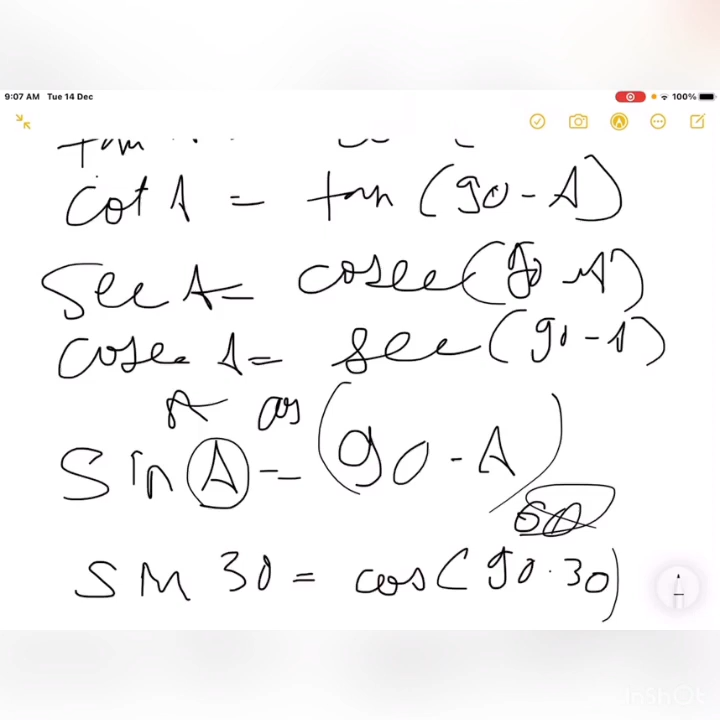 9:07 AM Tue 14 Dec 100%
cot A = tan (90 - A)
Sec A = cosec (90 - A)
cosec A = sec (90 - A)
A cos
Sin A = (90 - A)
60
Sin 30 = cos (90 . 30)
InShOt